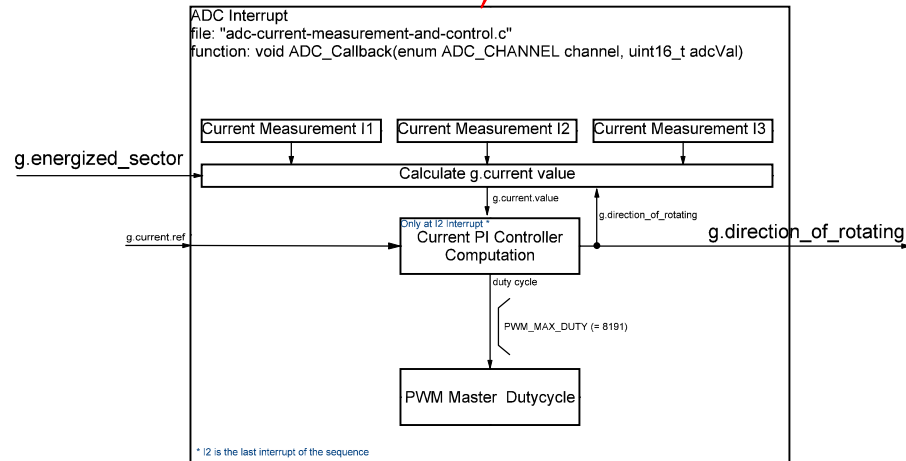 ADC Interrupt
file: "adc-current-measurement-and-control.c"
function: void ADC_Callback(enum ADC_CHANNEL channel, uint16_t adcVal)
Current Measurement I1
Current Measurement I2
Current Measurement I3
g.energized_sector
Calculate g.current value
g.current.value
g.direction_of_rotating
Only at I2 Interrupt *
g.current.ref
Current PI Controller
Computation
g.direction_of_rotating
duty cycle
PWM_MAX_DUTY (= 8191)
PWM Master Dutycycle
* I2 is the last interrupt of the sequence